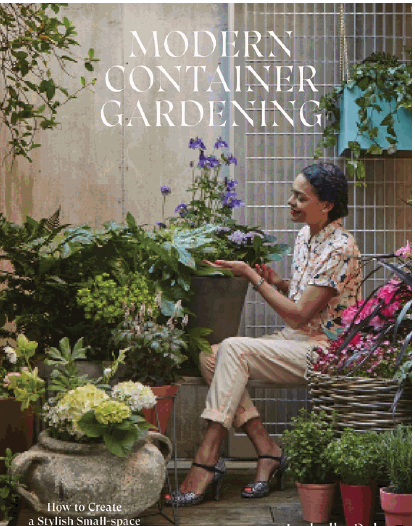 MODERN
CONTAINER
GARDENING
How to Create
a Stylish Small-space